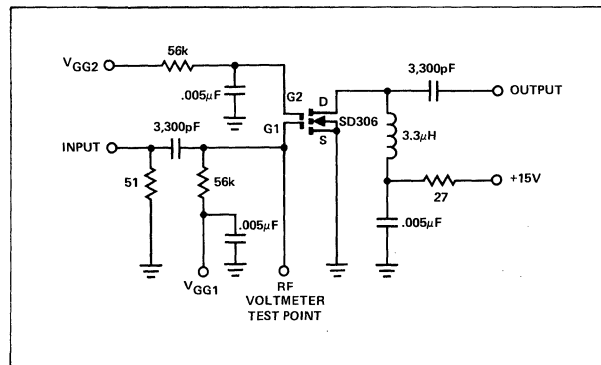 56k
VGG2
.005µF
G2
D
3,300pF
OUTPUT
SD306
G1
S
3.3µH
3,300pF
INPUT
56k
51
+15V
27
.005µF
.005µF
VGG1
RF
VOLTMETER
TEST POINT